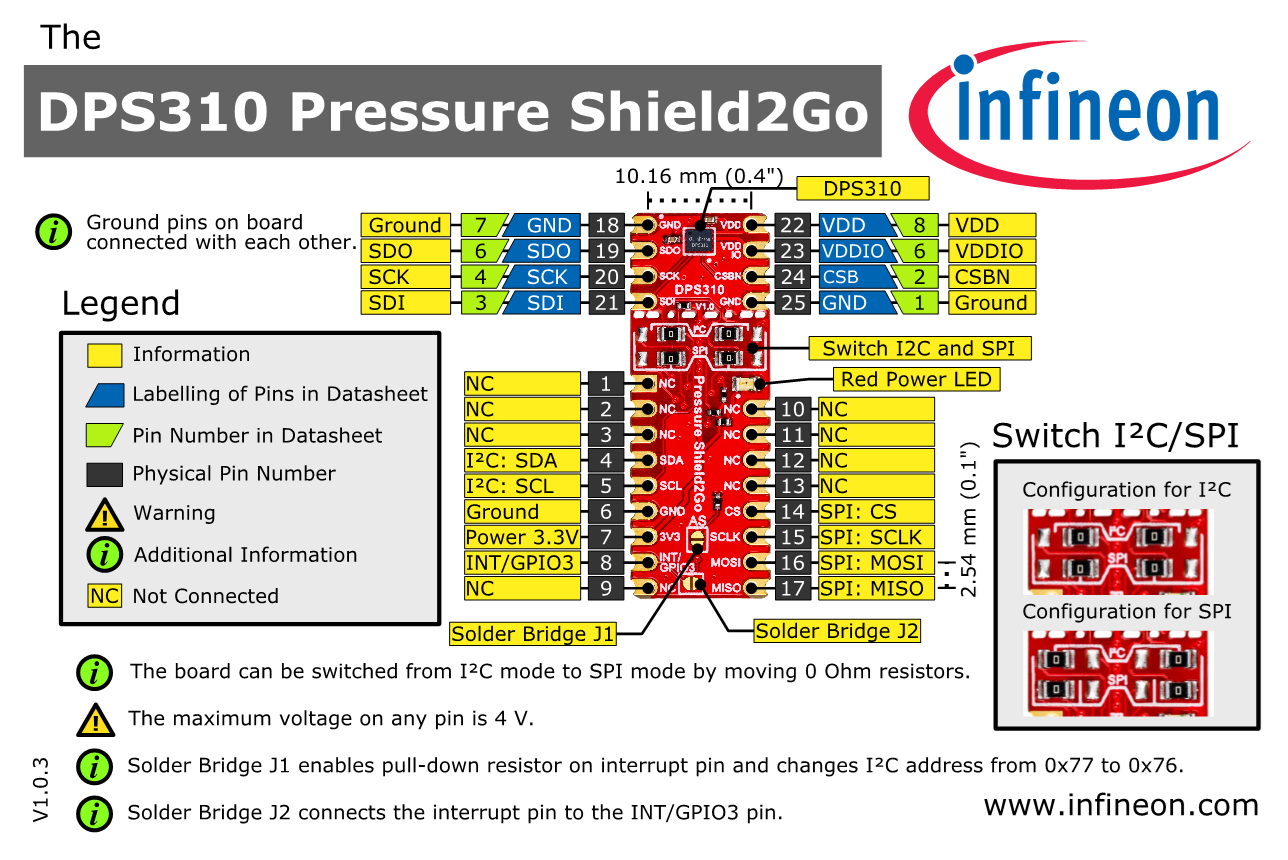 The
DPS310 Pressure Shield2Go
infineon
10.16 mm (0.4")
DPS310
i
Ground pins on board
connected with each other.
Ground 7 GND 18 GND VDD 22 VDD 8 VDD
SDO 6 SDO 19 SDO VDD IO 23 VDDIO 6 VDDIO
SCK 4 SCK 20 SCK CSBN 24 CSB 2 CSBN
SDI 3 SDI 21 SDI GND 25 GND 1 Ground
DPS310
V1.0
I²C
SPI
Switch I2C and SPI
Red Power LED
Pressure Shield2Go
NC 1 NC
NC 2 NC NC 10 NC
NC 3 NC NC 11 NC
I²C: SDA 4 SDA NC 12 NC
I²C: SCL 5 SCL NC 13 NC
Ground 6 GND CS 14 SPI: CS
AS
Power 3.3V 7 3V3 SCLK 15 SPI: SCLK
INT/GPIO3 8 INT/ GPIO3 MOSI 16 SPI: MOSI
NC 9 NC MISO 17 SPI: MISO
2.54 mm (0.1")
Solder Bridge J1
Solder Bridge J2
Legend
Information
Labelling of Pins in Datasheet
Pin Number in Datasheet
Physical Pin Number
! Warning
i Additional Information
NC Not Connected
Switch I²C/SPI
Configuration for I²C
I²C
SPI
Configuration for SPI
I²C
SPI
i The board can be switched from I²C mode to SPI mode by moving 0 Ohm resistors.
! The maximum voltage on any pin is 4 V.
i Solder Bridge J1 enables pull-down resistor on interrupt pin and changes I²C address from 0x77 to 0x76.
i Solder Bridge J2 connects the interrupt pin to the INT/GPIO3 pin.
V1.0.3
www.infineon.com